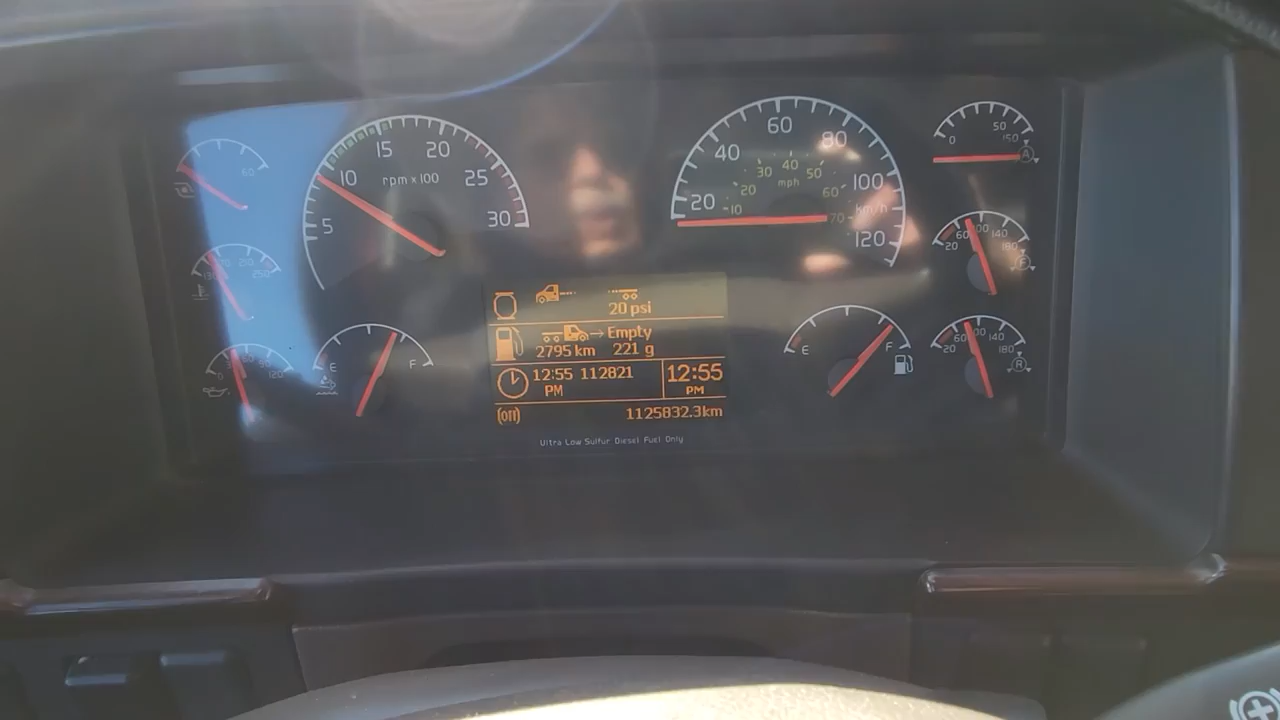 60
5 10 15 20 25 30
rpm x 100
20 40 60 80 100 120
km/h
10 20 30 40 50 60 70
mph
0 50 150
A
20 60 100 140 180
F
20 60 100 140 180
R
0 120
E F
E F
20 psi
Empty
2795 km 221 g
12:55 112821
PM
12:55
PM
(Off)
1125832.3km
Ultra Low Sulfur Diesel Fuel Only